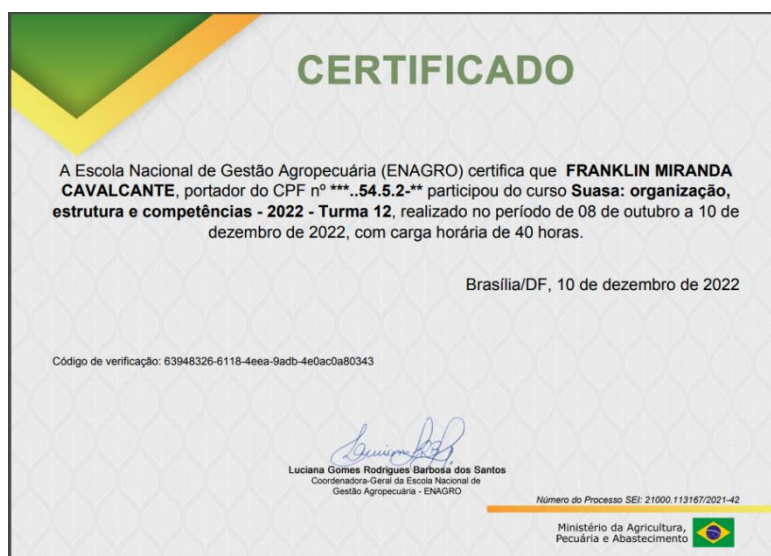 CERTIFICADO
A Escola Nacional de Gestão Agropecuária (ENAGRO) certifica que FRANKLIN MIRANDA
CAVALCANTE, portador do CPF nº ***..54.5.2-** participou do curso Suasa: organização,
estrutura e competências - 2022 - Turma 12, realizado no período de 08 de outubro a 10 de
dezembro de 2022, com carga horária de 40 horas.
Brasília/DF, 10 de dezembro de 2022
Código de verificação: 63948326-6118-4eea-9adb-4e0ac0a80343
Luciana Gomes Rodrigues Barbosa dos Santos
Coordenadora-Geral da Escola Nacional de
Gestão Agropecuária - ENAGRO
Número do Processo SEI: 21000.113167/2021-42
Ministério da Agricultura,
Pecuária e Abastecimento